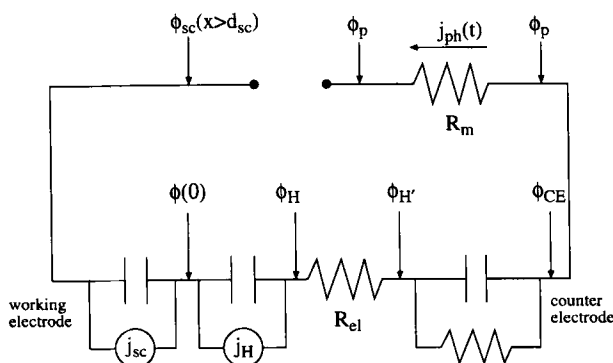 ϕsc(x>dsc)
ϕp
jph(t)
ϕp
Rm
ϕ(0)
ϕH
ϕH'
ϕCE
working
electrode
jsc
jH
Rel
counter
electrode